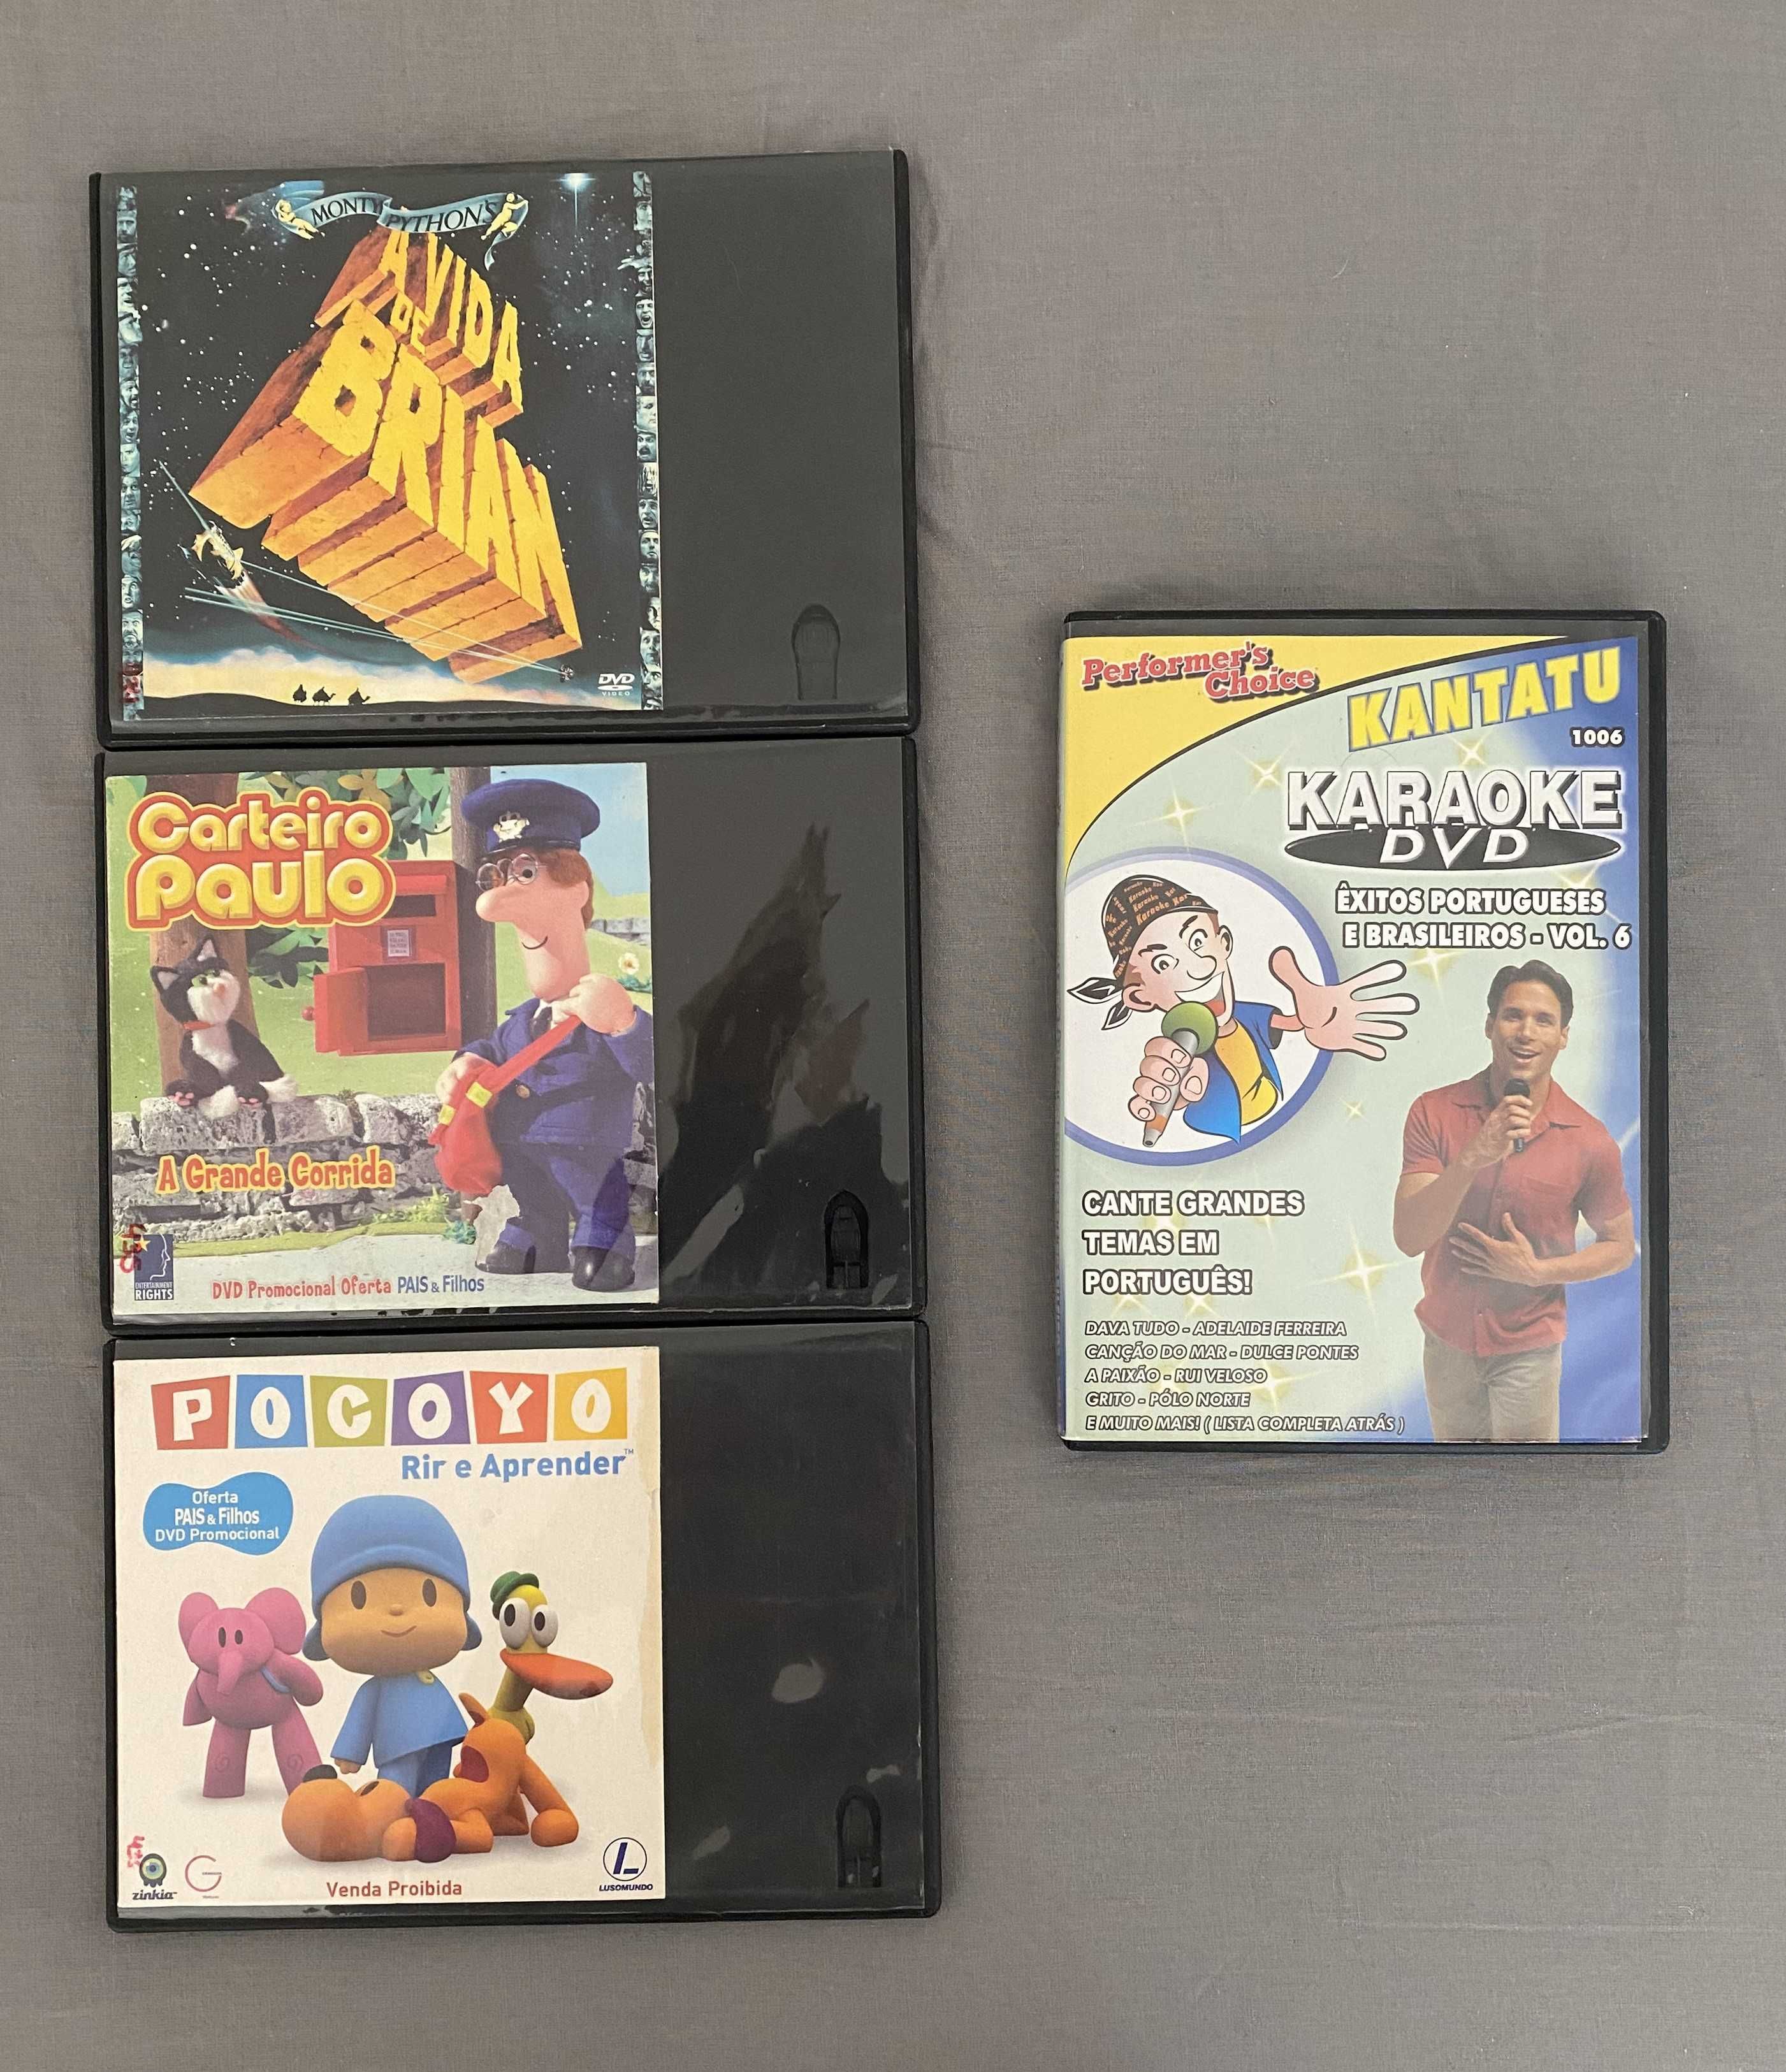 MONTY PYTHON'S
A VIDA
DE
BRIAN
DVD
VIDEO
Carteiro
Paulo
A Grande Corrida
ENTERTAINMENT
RIGHTS
DVD Promocional Oferta PAIS & Filhos
POCOYO
Rir e Aprender™
Oferta
PAIS & Filhos
DVD Promocional
zinkia
Venda Proibida
L
LUSOMUNDO
Performer's
Choice
KANTATU
1006
KARAOKE
DVD
ÊXITOS PORTUGUESES
E BRASILEIROS - VOL. 6
CANTE GRANDES
TEMAS EM
PORTUGUÊS!
DAVA TUDO - ADELAIDE FERREIRA
CANÇÃO DO MAR - DULCE PONTES
A PAIXÃO - RUI VELOSO
GRITO - PÓLO NORTE
E MUITO MAIS! ( LISTA COMPLETA ATRÁS )